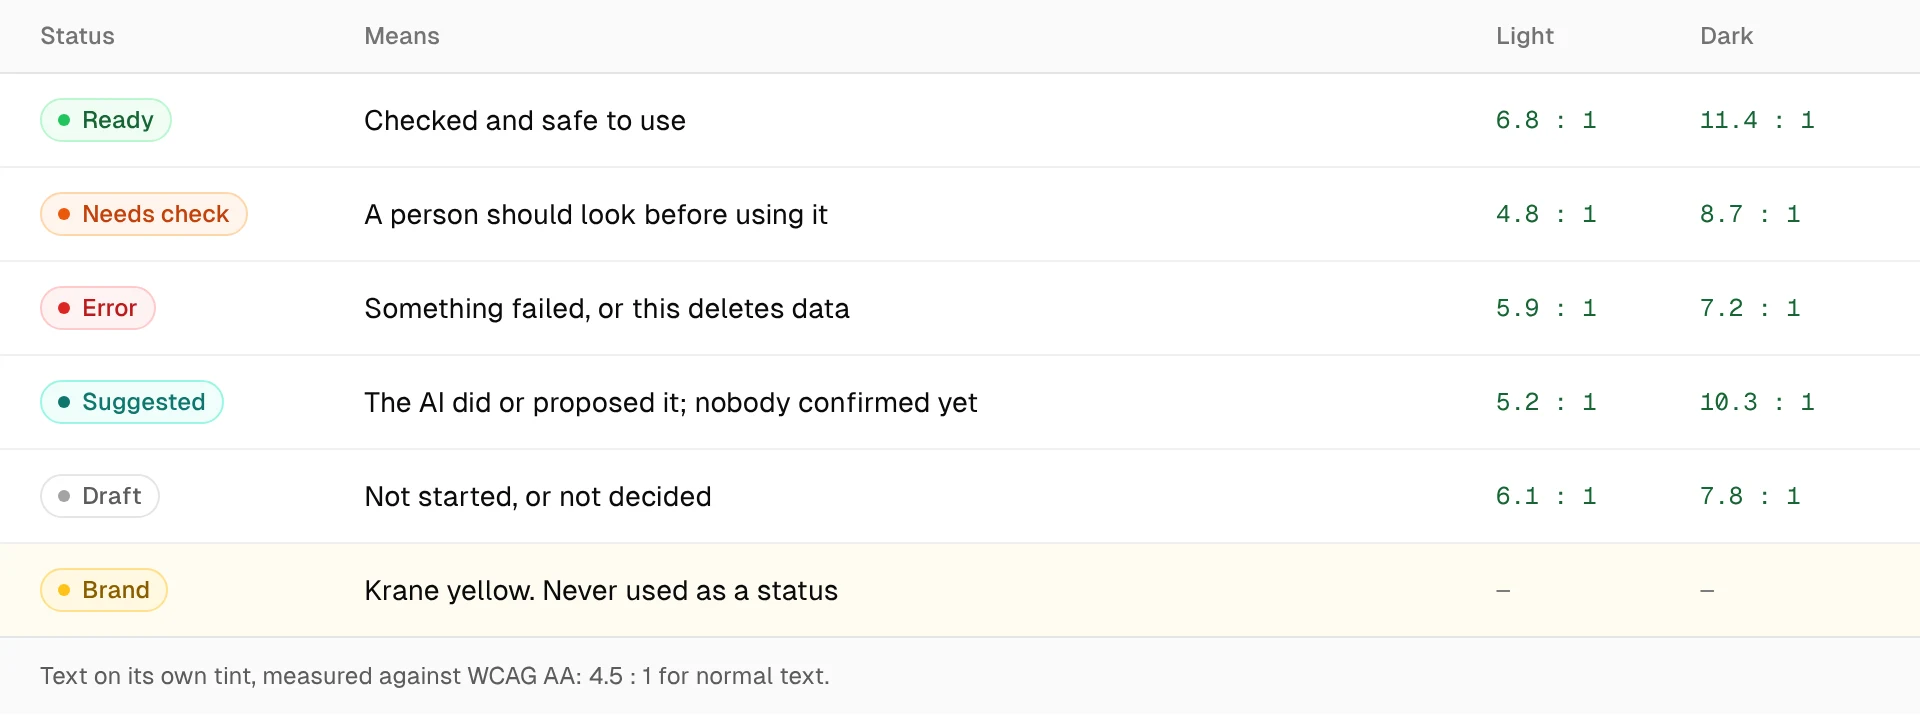 Status Means Light Dark
Ready Checked and safe to use 6.8 : 1 11.4 : 1
Needs check A person should look before using it 4.8 : 1 8.7 : 1
Error Something failed, or this deletes data 5.9 : 1 7.2 : 1
Suggested The AI did or proposed it; nobody confirmed yet 5.2 : 1 10.3 : 1
Draft Not started, or not decided 6.1 : 1 7.8 : 1
Brand Krane yellow. Never used as a status – –
Text on its own tint, measured against WCAG AA: 4.5 : 1 for normal text.